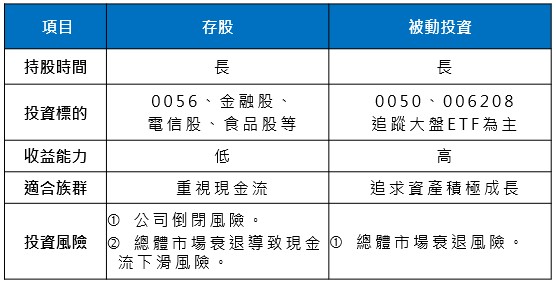 項目 存股 被動投資
持股時間 長 長
投資標的 0056、金融股、
電信股、食品股等 0050、006208
追蹤大盤ETF為主
收益能力 低 高
適合族群 重視現金流 追求資產積極成長
投資風險 ① 公司倒閉風險。
② 總體市場衰退導致現金
流下滑風險。 ① 總體市場衰退風險。